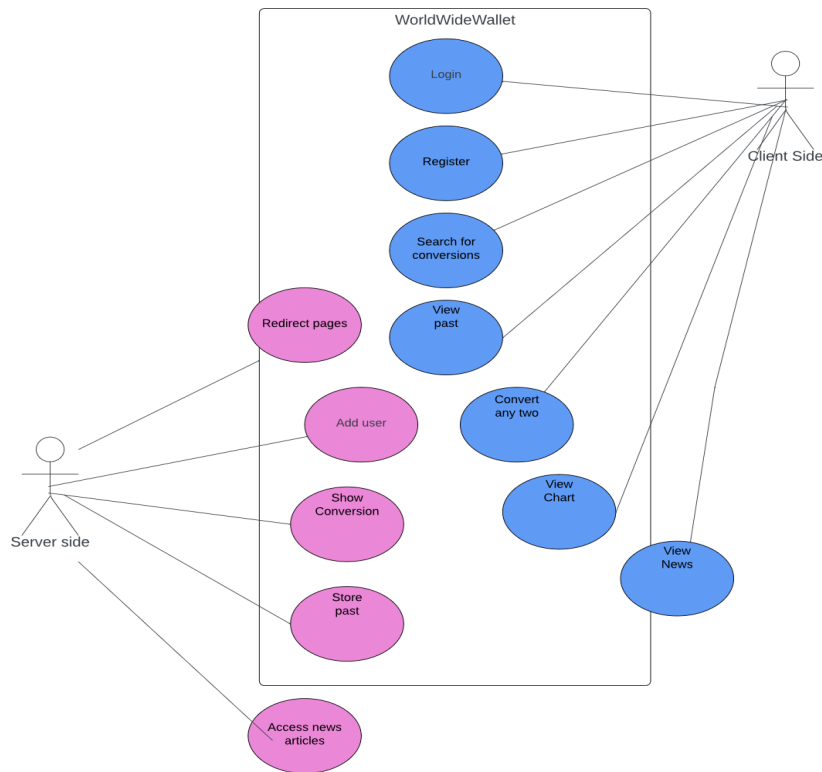 WorldWideWallet
Login
Client Side
Register
Search for
conversions
View
past
Redirect pages
Convert
any two
Add user
View
Chart
Show
Conversion
Server side
View
News
Store
past
Access news
articles